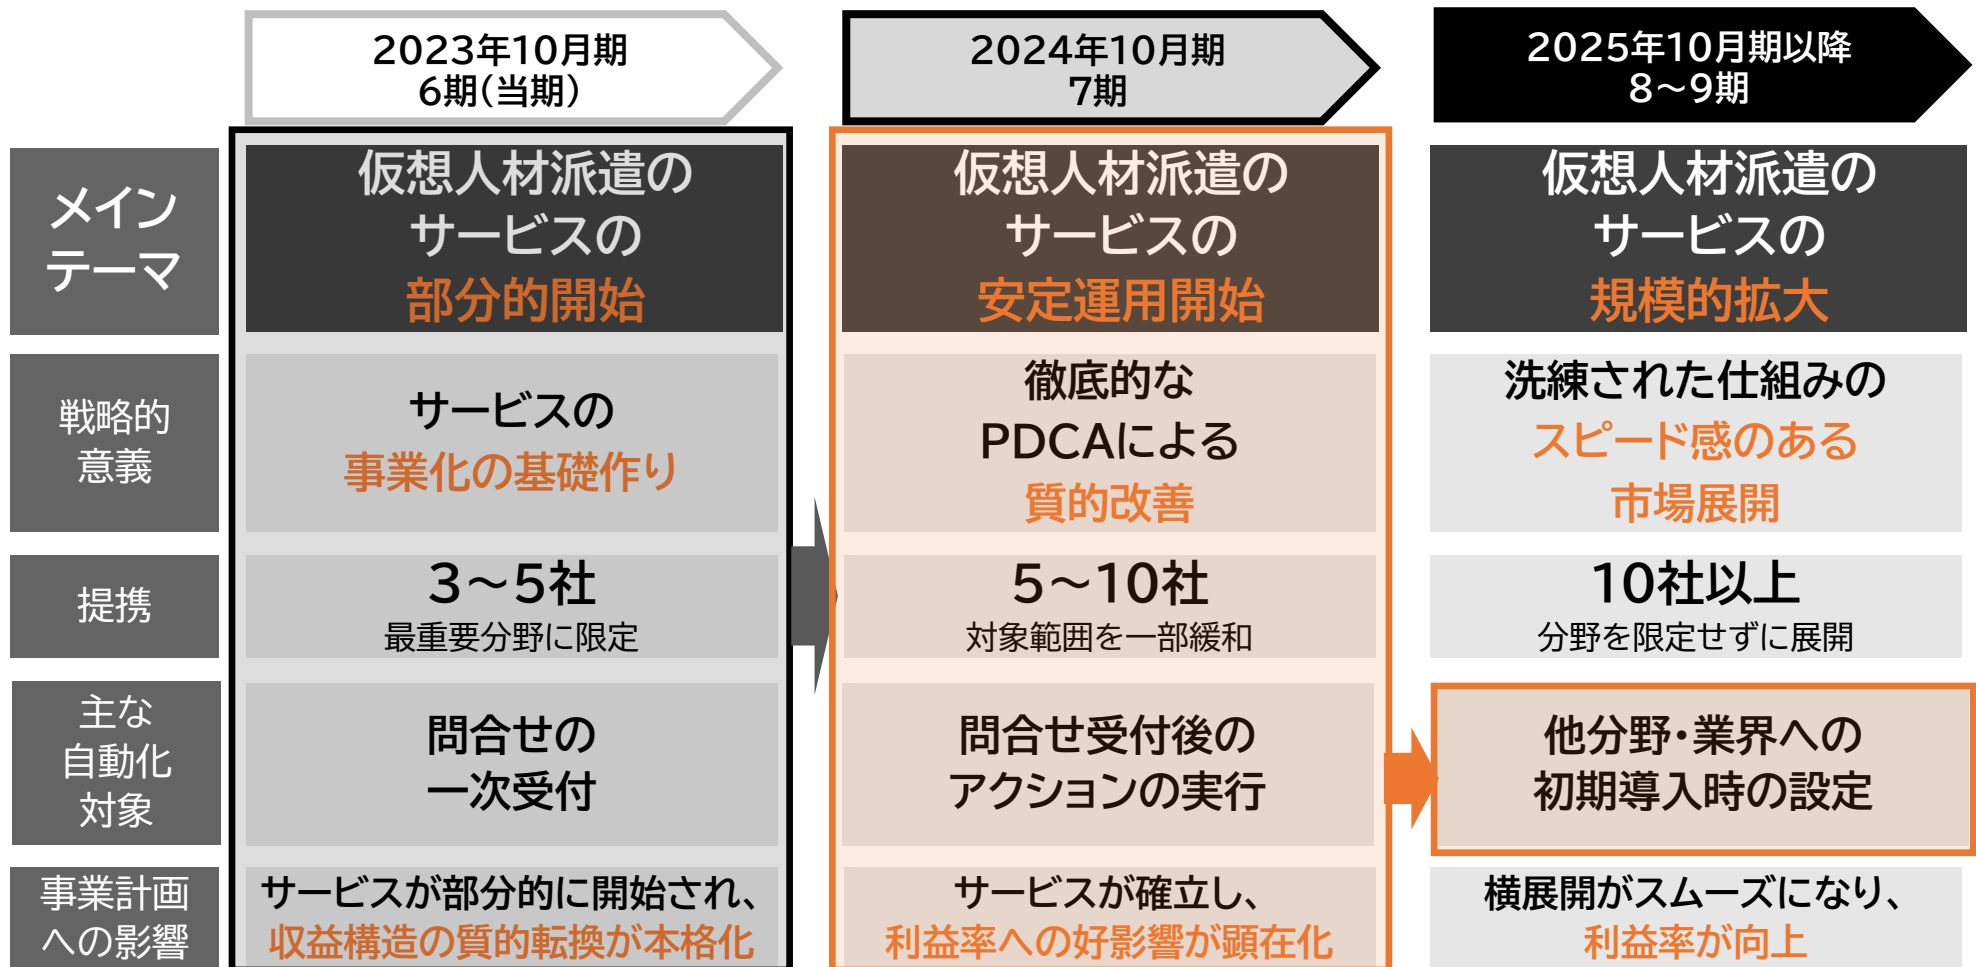 2023年10月期
6期(当期)
2024年10月期
7期
2025年10月期以降
8～9期
メイン
テーマ
仮想人材派遣の
サービスの
部分的開始
仮想人材派遣の
サービスの
安定運用開始
仮想人材派遣の
サービスの
規模的拡大
戦略的
意義
サービスの
事業化の基礎作り
徹底的な
PDCAによる
質的改善
洗練された仕組みの
スピード感のある
市場展開
提携
3～5社
最重要分野に限定
5～10社
対象範囲を一部緩和
10社以上
分野を限定せずに展開
主な
自動化
対象
問合せの
一次受付
問合せ受付後の
アクションの実行
他分野・業界への
初期導入時の設定
事業計画
への影響
サービスが部分的に開始され、
収益構造の質的転換が本格化
サービスが確立し、
利益率への好影響が顕在化
横展開がスムーズになり、
利益率が向上